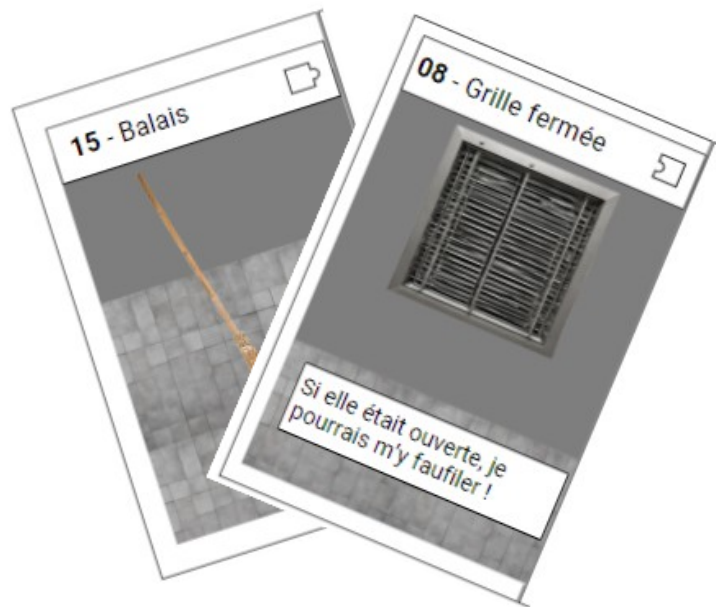 15 - Balais
08 - Grille fermée
Si elle était ouverte, je
pourrais m'y faufiler !